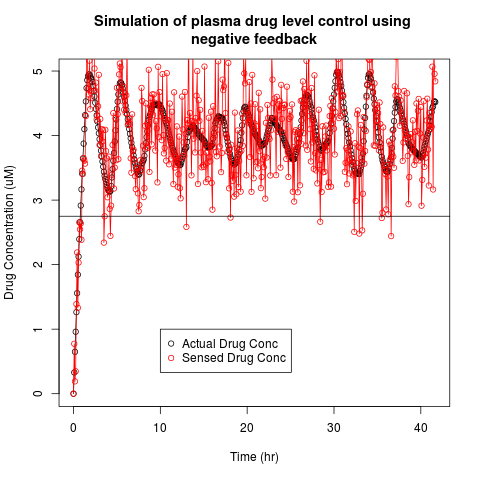 Simulation of plasma drug level control using
negative feedback
Drug Concentration (uM)
5
4
3
2
1
0
Actual Drug Conc
Sensed Drug Conc
0 10 20 30 40
Time (hr)